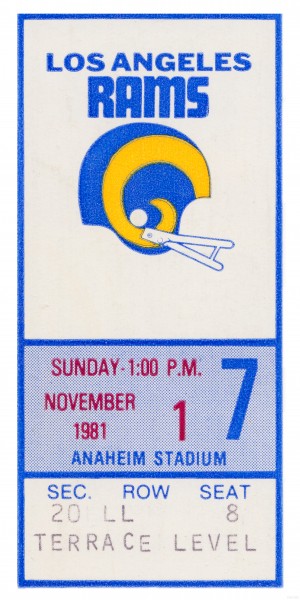 LOS ANGELES
RAMS
SUNDAY-1:00 P.M.
NOVEMBER 1 7
1981
ANAHEIM STADIUM
SEC. ROW SEAT
20 LL 8
TERRACE LEVEL